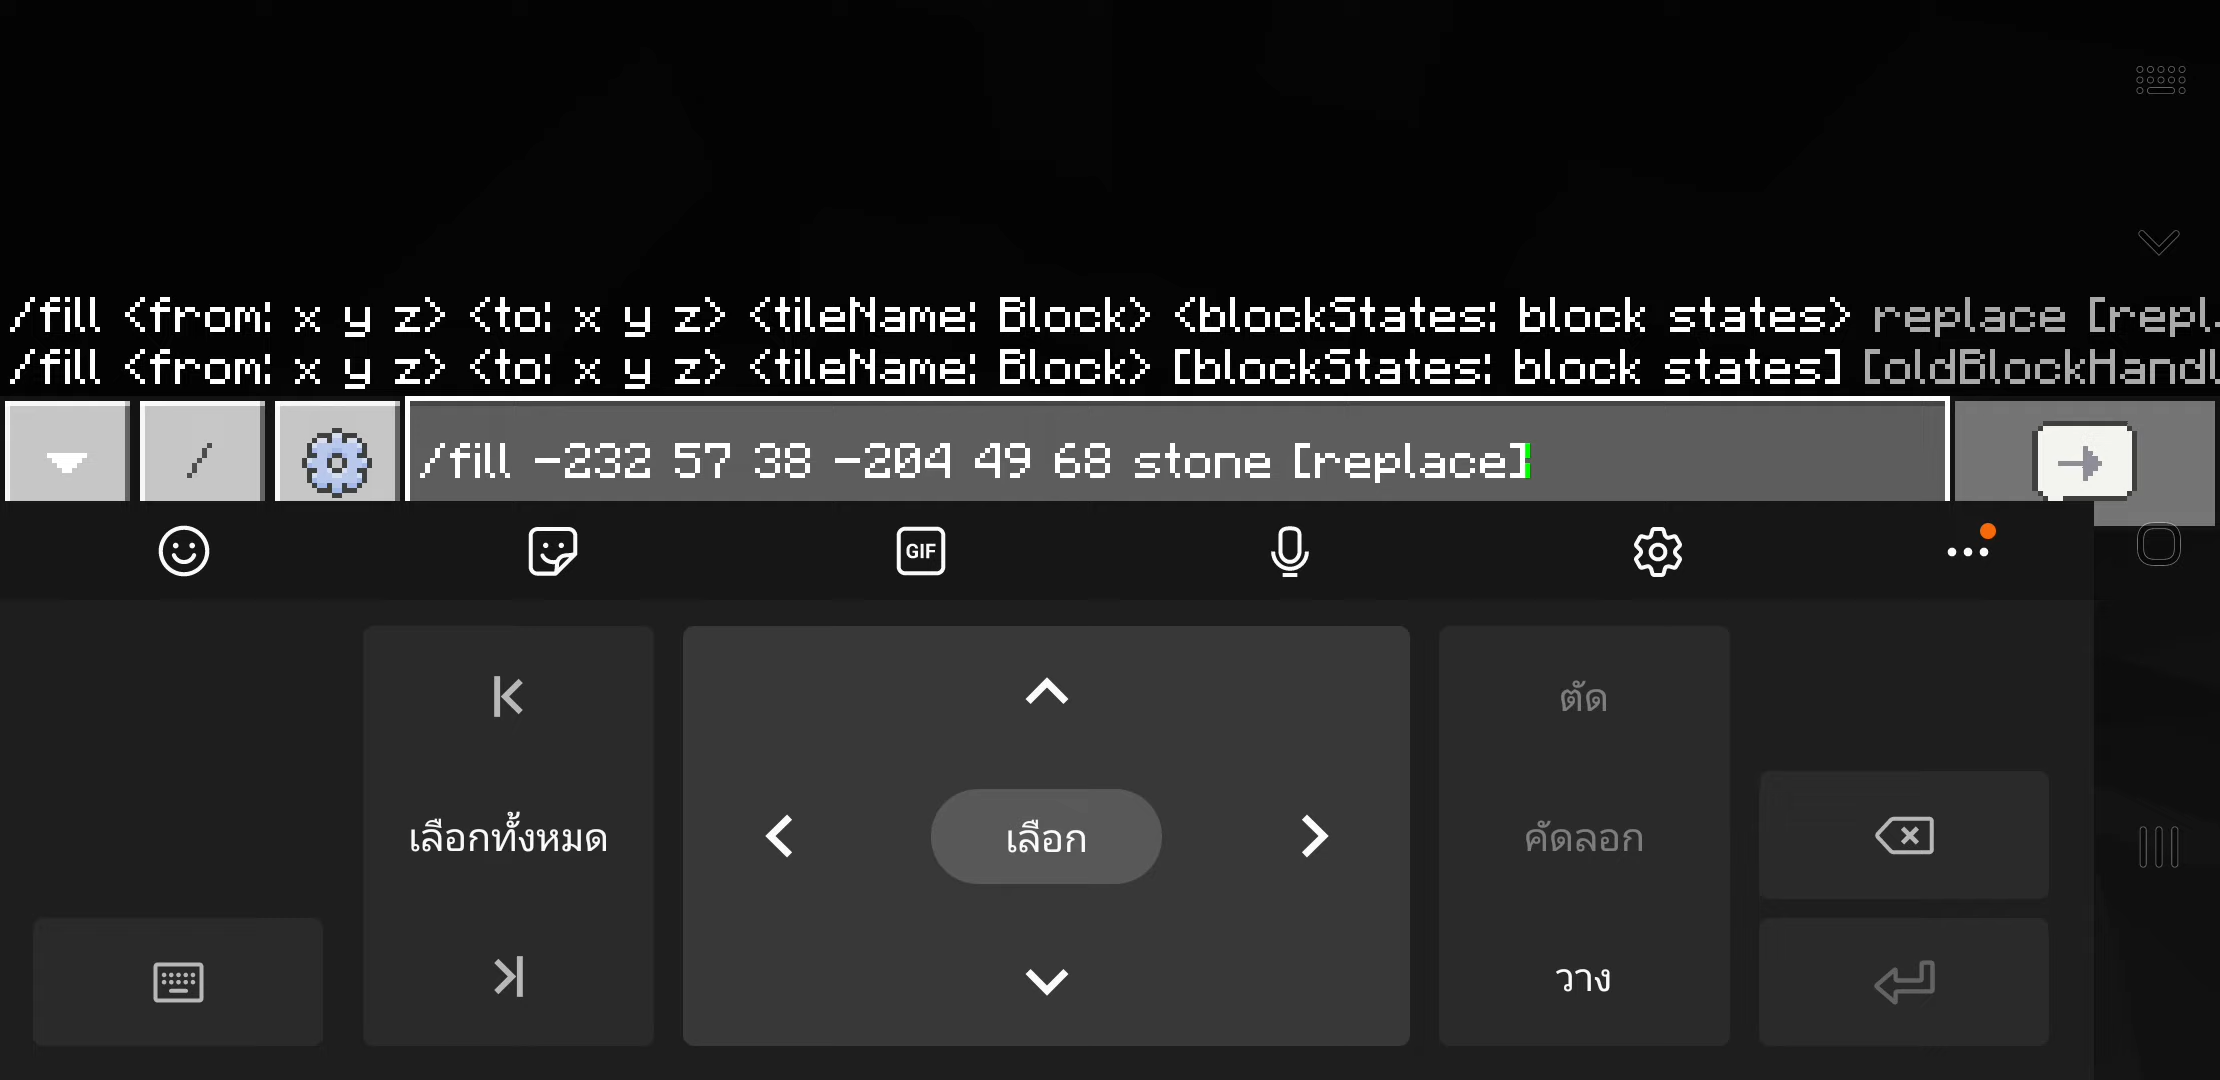 /fill <from: x y z> <to: x y z> <tileName: Block> <blockStates: block states> replace [repl
/fill <from: x y z> <to: x y z> <tileName: Block> [blockStates: block states] [oldBlockHandl
/
/fill -232 57 38 -204 49 68 stone [replace]
GIF
ตัด
เลือกทั้งหมด
เลือก
คัดลอก
วาง